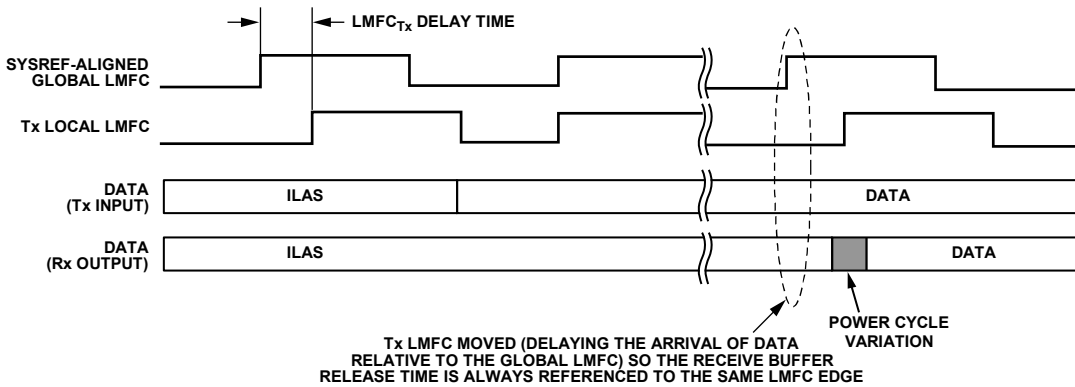 LMFCTx DELAY TIME
SYSREF-ALIGNED
GLOBAL LMFC
Tx LOCAL LMFC
DATA
(Tx INPUT)
ILAS
DATA
DATA
(Rx OUTPUT)
ILAS
DATA
POWER CYCLE
VARIATION
Tx LMFC MOVED (DELAYING THE ARRIVAL OF DATA
RELATIVE TO THE GLOBAL LMFC) SO THE RECEIVE BUFFER
RELEASE TIME IS ALWAYS REFERENCED TO THE SAME LMFC EDGE